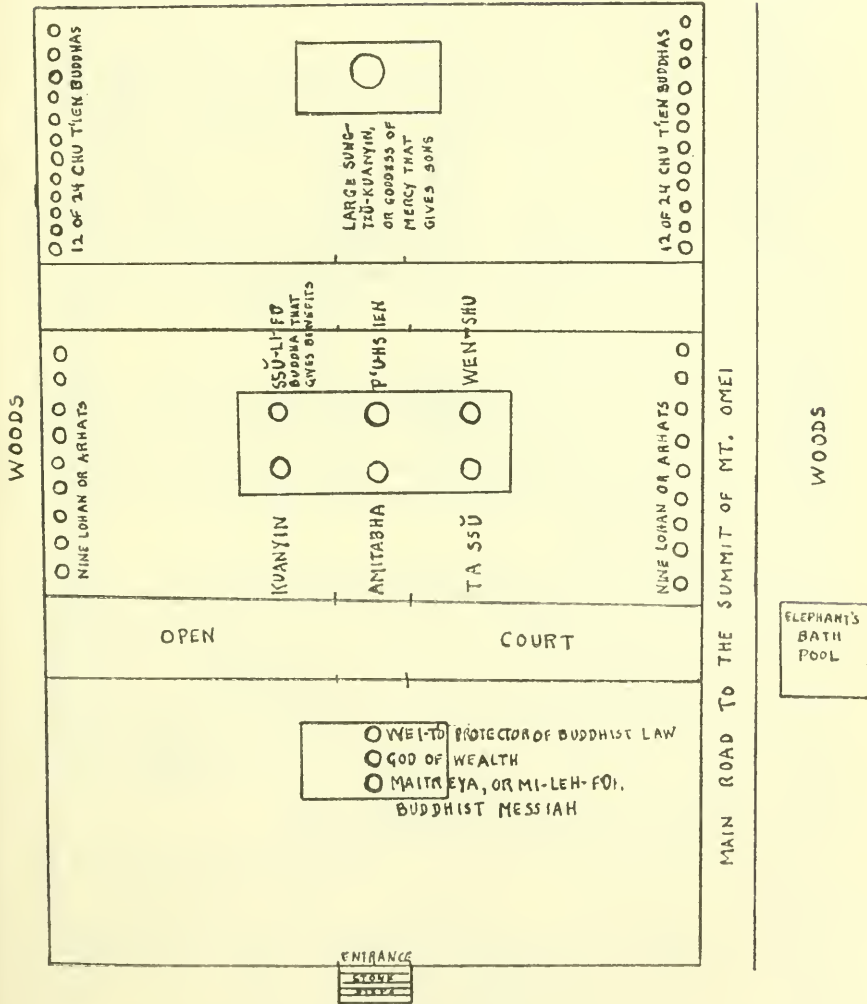 12 OF 24 CHU T'IEN BUDDHAS
LARGE SUNG-
TZŬ-KUANYIN,
OR GODDESS OF
MERCY THAT
GIVES SONS
12 OF 24 CHU T'IEN BUDDHAS
WOODS
NINE LOHAN OR ARHATS
SSŬ-LI-FO
BUDDHA THAT
GIVES BENEFITS
P'UHSIEN
WEN-SHU
KUANYIN
AMITABHA
TA SSŬ
NINE LOHAN OR ARHATS
MAIN ROAD TO THE SUMMIT OF MT. OMEI
WOODS
OPEN COURT
ELEPHANT'S
BATH
POOL
WEI-TO PROTECTOR OF BUDDHIST LAW
GOD OF WEALTH
MAITREYA, OR MI-LEH-FOI.
BUDDHIST MESSIAH
ENTRANCE
STONE
STEPS